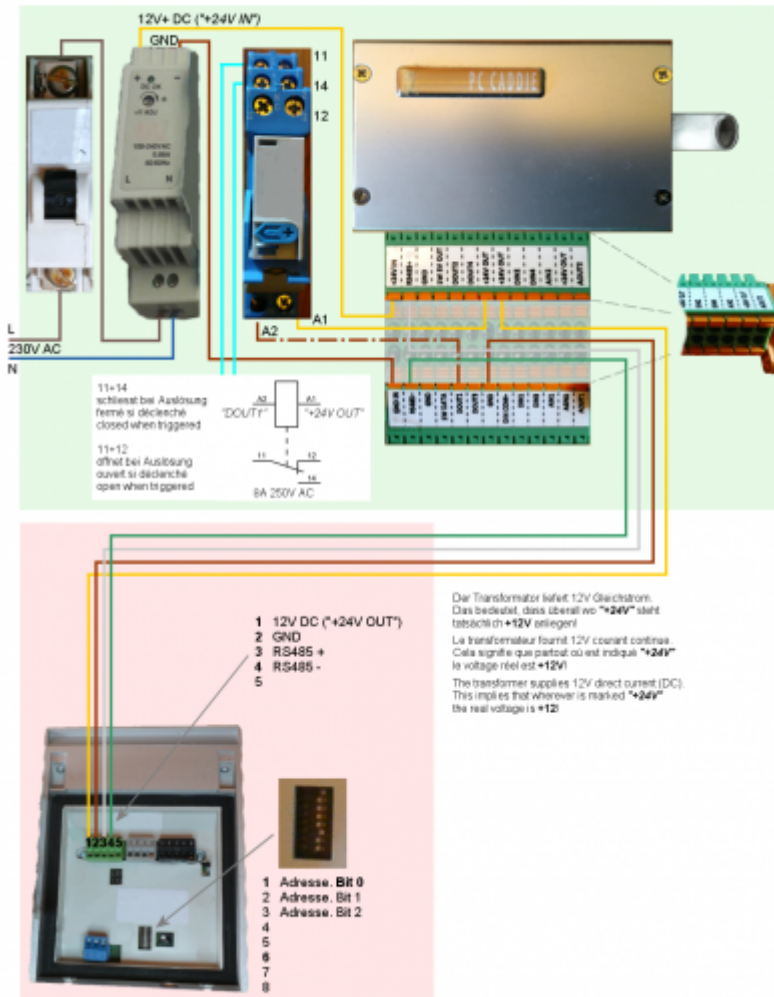 12V+ DC ("+24V IN")
GND
11
14
12
PC CADDIE
+ -
DC OK
L N
A1
A2
L
230V AC
N
11+14
schliesst bei Auslösung
fermé si déclenché
closed when triggered
11+12
öffnet bei Auslösung
ouvert si déclenché
open when triggered
A2 A1
"DOUT1" "+24V OUT"
11 12
14
8A 250V AC
Der Transformator liefert 12V Gleichstrom.
Das bedeutet, dass überall wo "+24V" steht
tatsächlich +12V anliegen!
Le transformateur fournit 12V courant continue.
Cela signifie que partout où est indiqué "+24V"
le voltage réel est +12V!
The transformer supplies 12V direct current (DC).
This implies that wherever is marked "+24V"
the real voltage is +12!
1 12V DC ("+24V OUT")
2 GND
3 RS485 +
4 RS485 -
5
12345
1 Adresse. Bit 0
2 Adresse. Bit 1
3 Adresse. Bit 2
4
5
6
7
8